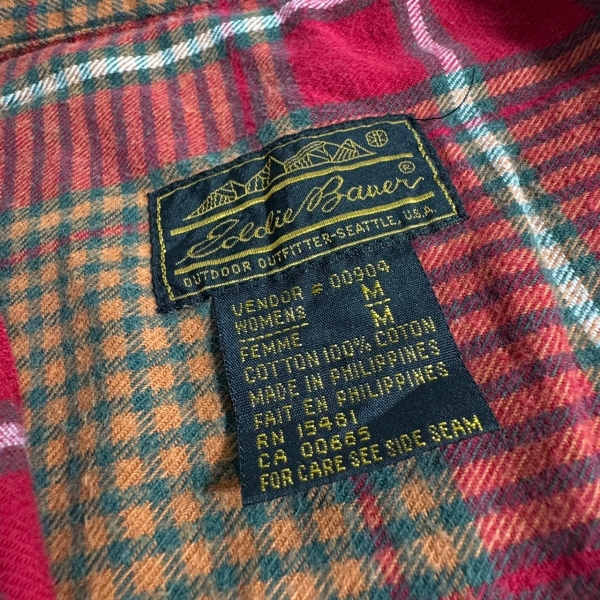 Eddie Bauer®
OUTDOOR OUTFITTER-SEATTLE, U.S.A.
VENDOR # 00904
WOMENS M
FEMME M
COTTON 100% COTON
MADE IN PHILIPPINES
FAIT EN PHILIPPINES
RN 15461
CA 00665
FOR CARE SEE SIDE SEAM